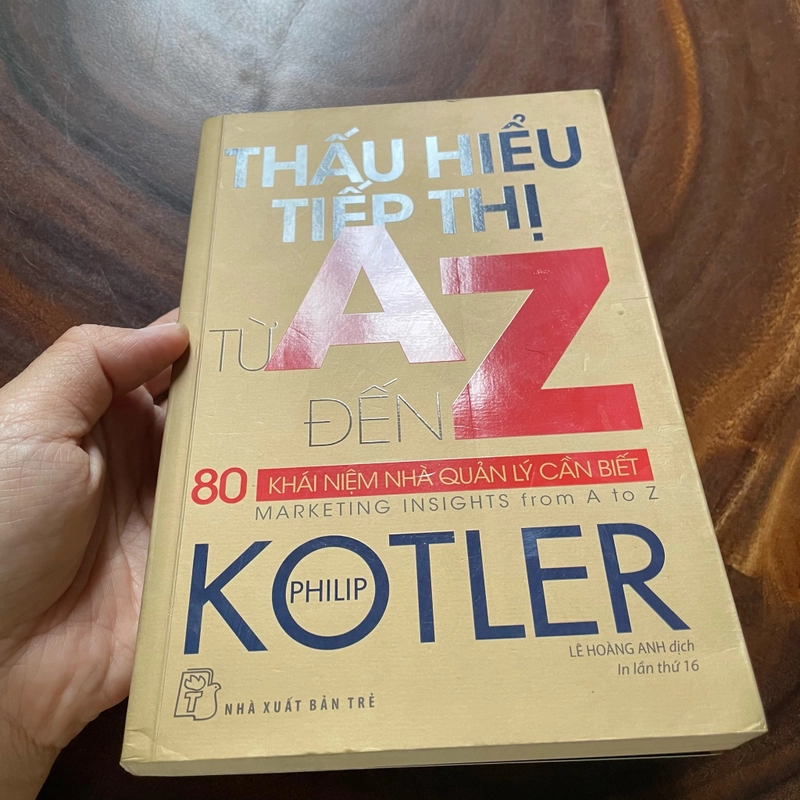 THẤU HIỂU
TIẾP THỊ
TỪ A
ĐẾN Z
80 KHÁI NIỆM NHÀ QUẢN LÝ CẦN BIẾT
MARKETING INSIGHTS from A to Z
PHILIP
KOTLER
LÊ HOÀNG ANH dịch
In lần thứ 16
NHÀ XUẤT BẢN TRẺ